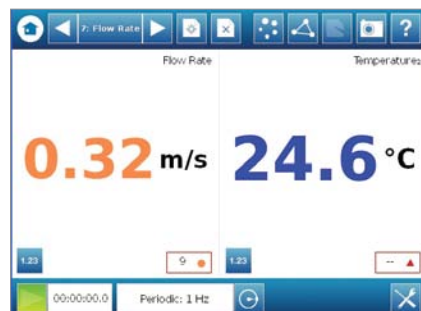 7: Flow Rate
?
Flow Rate
0.32 m/s
1.23
9
Temperature₂
24.6 °C
1.23
--
00:00:00.0
Periodic: 1 Hz